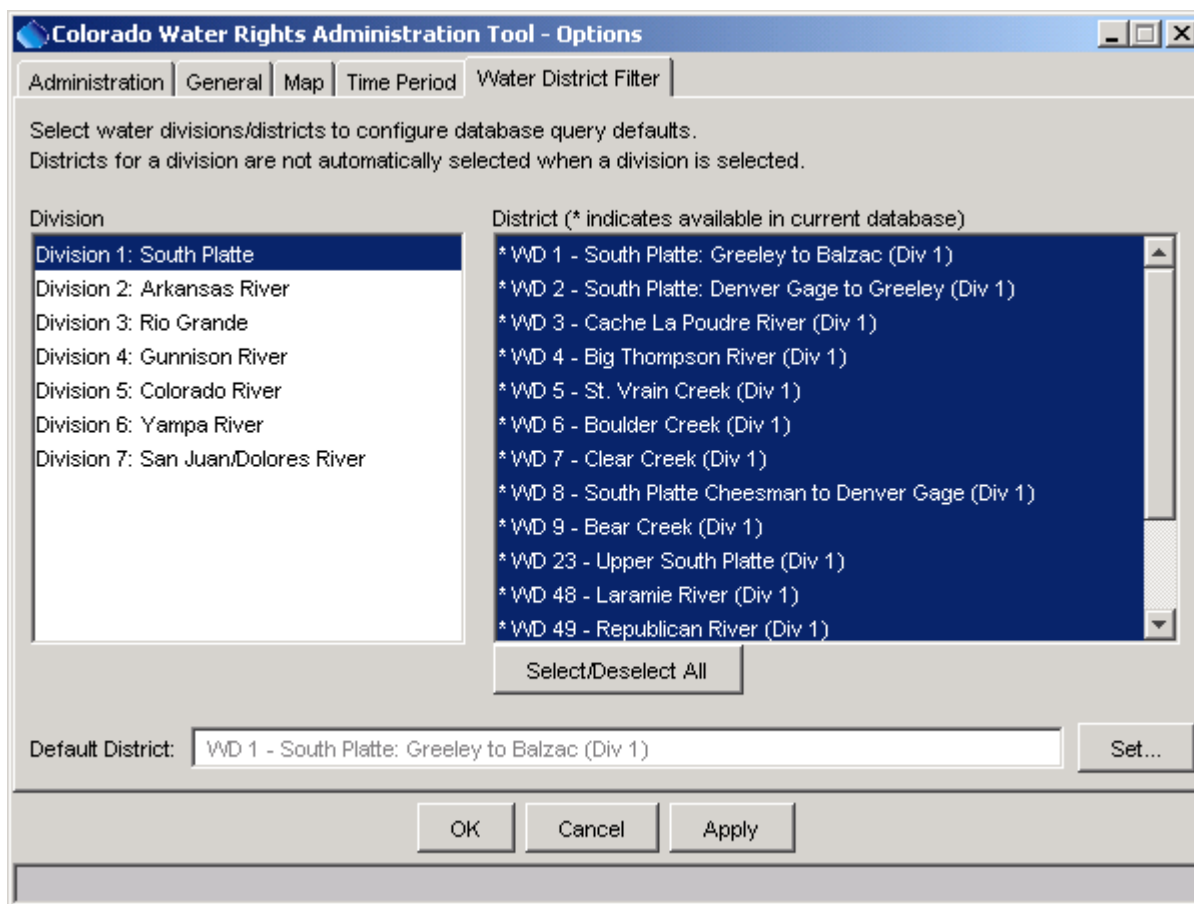 Colorado Water Rights Administration Tool - Options
Administration General Map Time Period Water District Filter
Select water divisions/districts to configure database query defaults.
Districts for a division are not automatically selected when a division is selected.
Division
Division 1: South Platte
Division 2: Arkansas River
Division 3: Rio Grande
Division 4: Gunnison River
Division 5: Colorado River
Division 6: Yampa River
Division 7: San Juan/Dolores River
District (* indicates available in current database)
* WD 1 - South Platte: Greeley to Balzac (Div 1)
* WD 2 - South Platte: Denver Gage to Greeley (Div 1)
* WD 3 - Cache La Poudre River (Div 1)
* WD 4 - Big Thompson River (Div 1)
* WD 5 - St. Vrain Creek (Div 1)
* WD 6 - Boulder Creek (Div 1)
* WD 7 - Clear Creek (Div 1)
* WD 8 - South Platte Cheesman to Denver Gage (Div 1)
* WD 9 - Bear Creek (Div 1)
* WD 23 - Upper South Platte (Div 1)
* WD 48 - Laramie River (Div 1)
* WD 49 - Republican River (Div 1)
Select/Deselect All
Default District: WD 1 - South Platte: Greeley to Balzac (Div 1) Set...
OK Cancel Apply